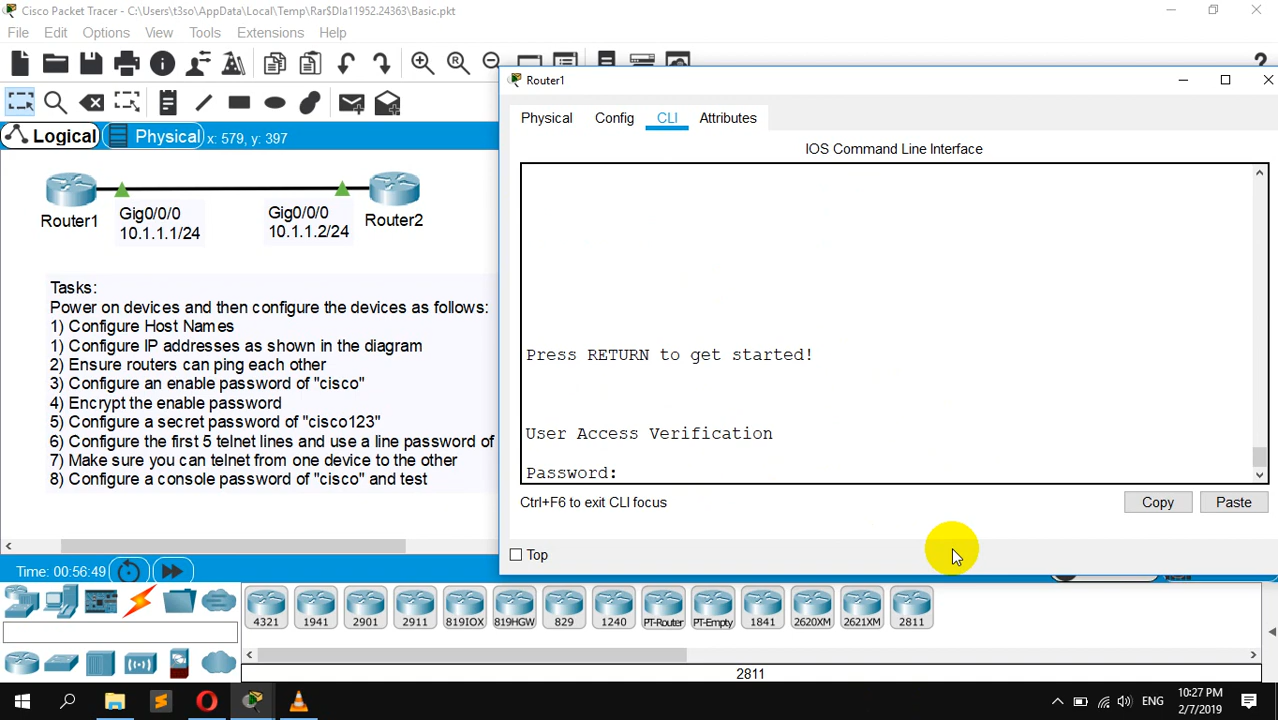 Cisco Packet Tracer - C:\Users\t3so\AppData\Local\Temp\Rar$DIa11952.24363\Basic.pkt
File Edit Options View Tools Extensions Help
Logical Physical x: 579, y: 397
Router1
Gig0/0/0
10.1.1.1/24
Gig0/0/0
10.1.1.2/24
Router2
Tasks:
Power on devices and then configure the devices as follows:
1) Configure Host Names
1) Configure IP addresses as shown in the diagram
2) Ensure routers can ping each other
3) Configure an enable password of "cisco"
4) Encrypt the enable password
5) Configure a secret password of "cisco123"
6) Configure the first 5 telnet lines and use a line password of
7) Make sure you can telnet from one device to the other
8) Configure a console password of "cisco" and test
Router1
Physical Config CLI Attributes
IOS Command Line Interface
Press RETURN to get started!
User Access Verification
Password:
Ctrl+F6 to exit CLI focus
Copy Paste
Top
Time: 00:56:49
4321 1941 2901 2911 819IOX 819HGW 829 1240 PT-Router PT-Empty 1841 2620XM 2621XM 2811
2811
ENG
10:27 PM
2/7/2019